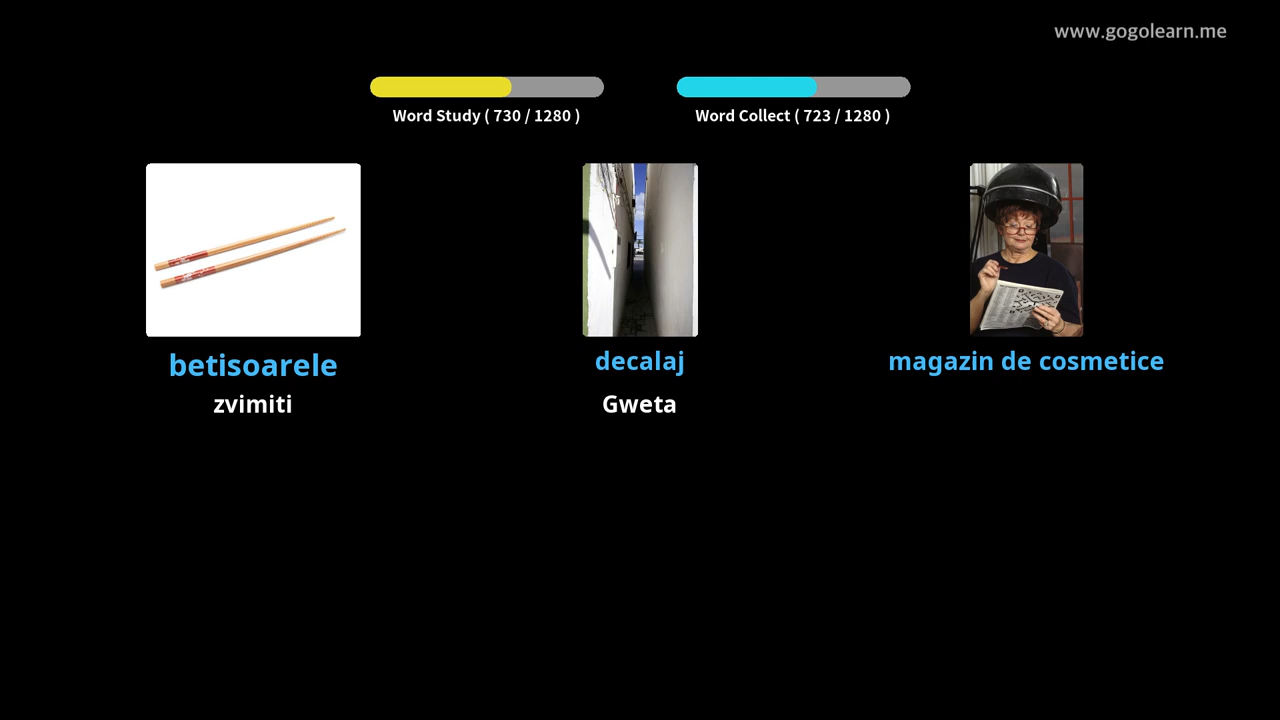 www.gogolearn.me
Word Study ( 730 / 1280 )
Word Collect ( 723 / 1280 )
betisoarele
decalaj
magazin de cosmetice
zvimiti
Gweta